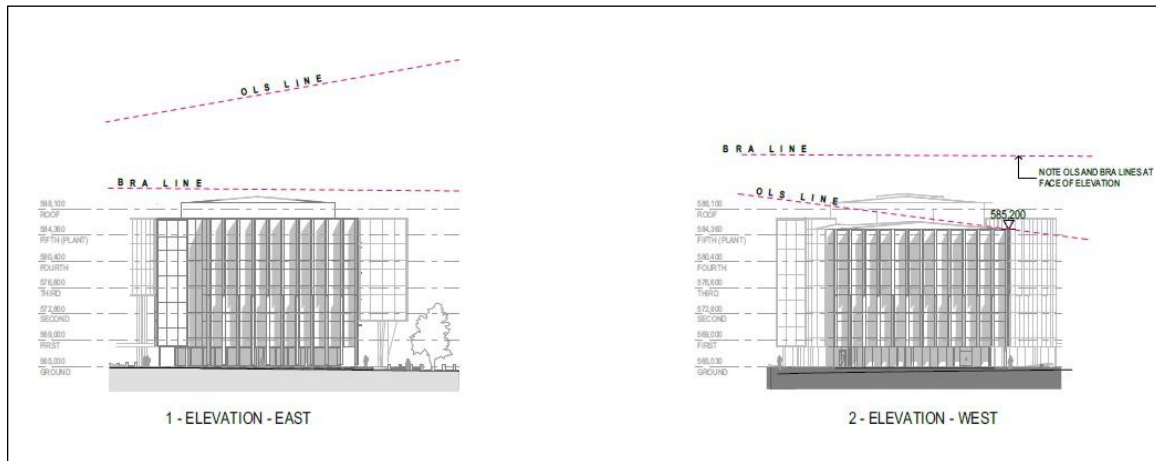 OLS LINE
BRA LINE
588,100
ROOF
584,360
FIFTH (PLANT)
580,400
FOURTH
576,600
THIRD
572,800
SECOND
569,000
FIRST
565,030
GROUND
1 - ELEVATION - EAST
BRA LINE
NOTE OLS AND BRA LINES AT
FACE OF ELEVATION
OLS LINE
585,200
588,100
ROOF
584,360
FIFTH (PLANT)
580,400
FOURTH
576,600
THIRD
572,800
SECOND
569,000
FIRST
565,030
GROUND
2 - ELEVATION - WEST